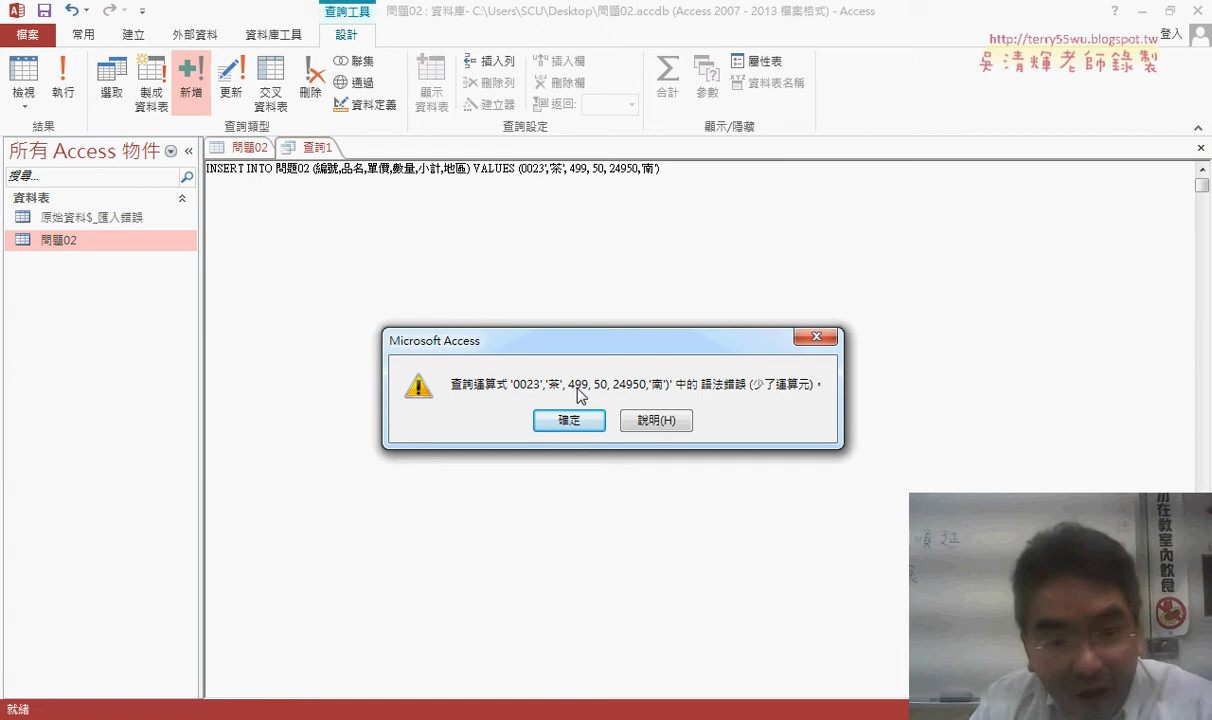 查詢工具
問題02 : 資料庫- C:\Users\SCU\Desktop\問題02.accdb (Access 2007 - 2013 檔案格式) - Access
檔案
常用
建立
外部資料
資料庫工具
設計
登入
http://terry55wu.blogspot.tw
吳清輝老師錄製
檢視
執行
選取
製成
資料表
新增
更新
交叉
資料表
刪除
聯集
通過
資料定義
顯示
資料表
插入列
刪除列
建立器
插入欄
刪除欄
返回:
合計
參數
屬性表
資料表名稱
結果
查詢類型
查詢設定
顯示/隱藏
所有 Access 物件
搜尋...
資料表
原始資料$_匯入錯誤
問題02
問題02
查詢1
INSERT INTO 問題02 (編號,品名,單價,數量,小計,地區) VALUES (0023','茶', 499, 50, 24950,'南')
Microsoft Access
查詢運算式 '0023','茶', 499, 50, 24950,'南')' 中的 語法錯誤 (少了運算元)。
確定
說明(H)
勿在教室內飲食
就緒